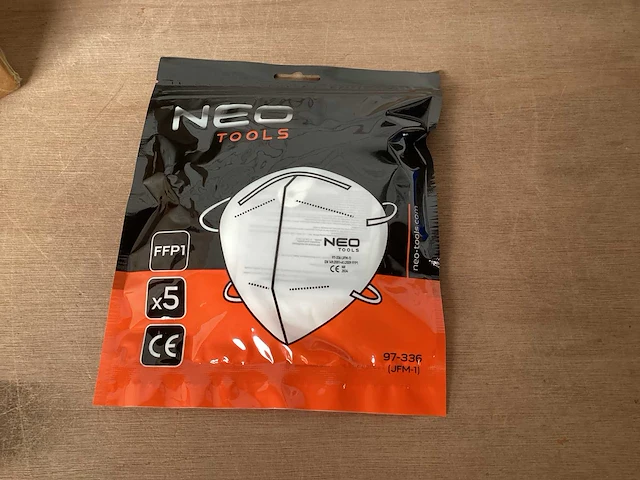 NEO
TOOLS
FFP1
x5
CE
NEO
TOOLS
CE
neo-tools.com
97-336
(JFM-1)